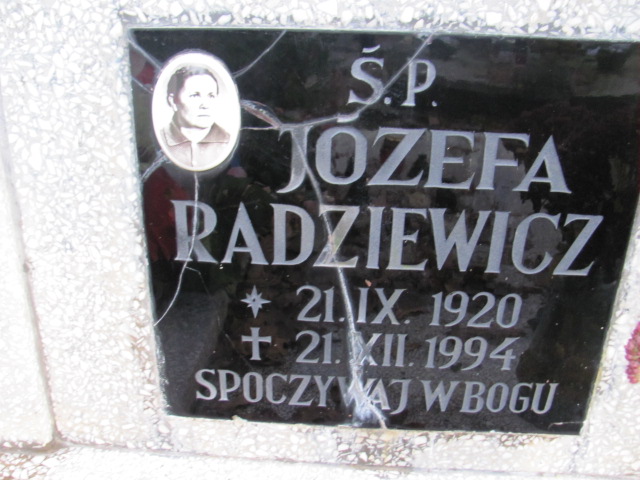 Ś.P.
JÓZEFA
RADZIEWICZ
* 21. IX. 1920
✝ 21. XII. 1994
SPOCZYWAJ W BOGU